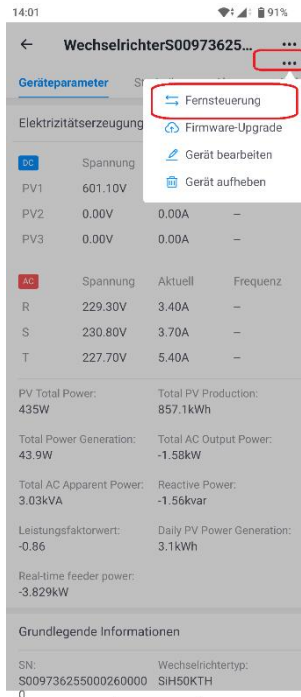 14:01 91%
WechselrichterS00973625...
Geräteparameter
Elektrizitätserzeugung
Fernsteuerung
Firmware-Upgrade
Gerät bearbeiten
Gerät aufheben
DC Spannung
PV1 601.10V
PV2 0.00V 0.00A –
PV3 0.00V 0.00A –
AC Spannung Aktuell Frequenz
R 229.30V 3.40A –
S 230.80V 3.70A –
T 227.70V 5.40A –
PV Total Power: Total PV Production:
435W 857.1kWh
Total Power Generation: Total AC Output Power:
43.9W -1.58kW
Total AC Apparent Power: Reactive Power:
3.03kVA -1.56kvar
Leistungsfaktorwert: Daily PV Power Generation:
-0.86 3.1kWh
Real-time feeder power:
-3.829kW
Grundlegende Informationen
SN: Wechselrichtertyp:
S009736255000260000 SiH50KTH
0